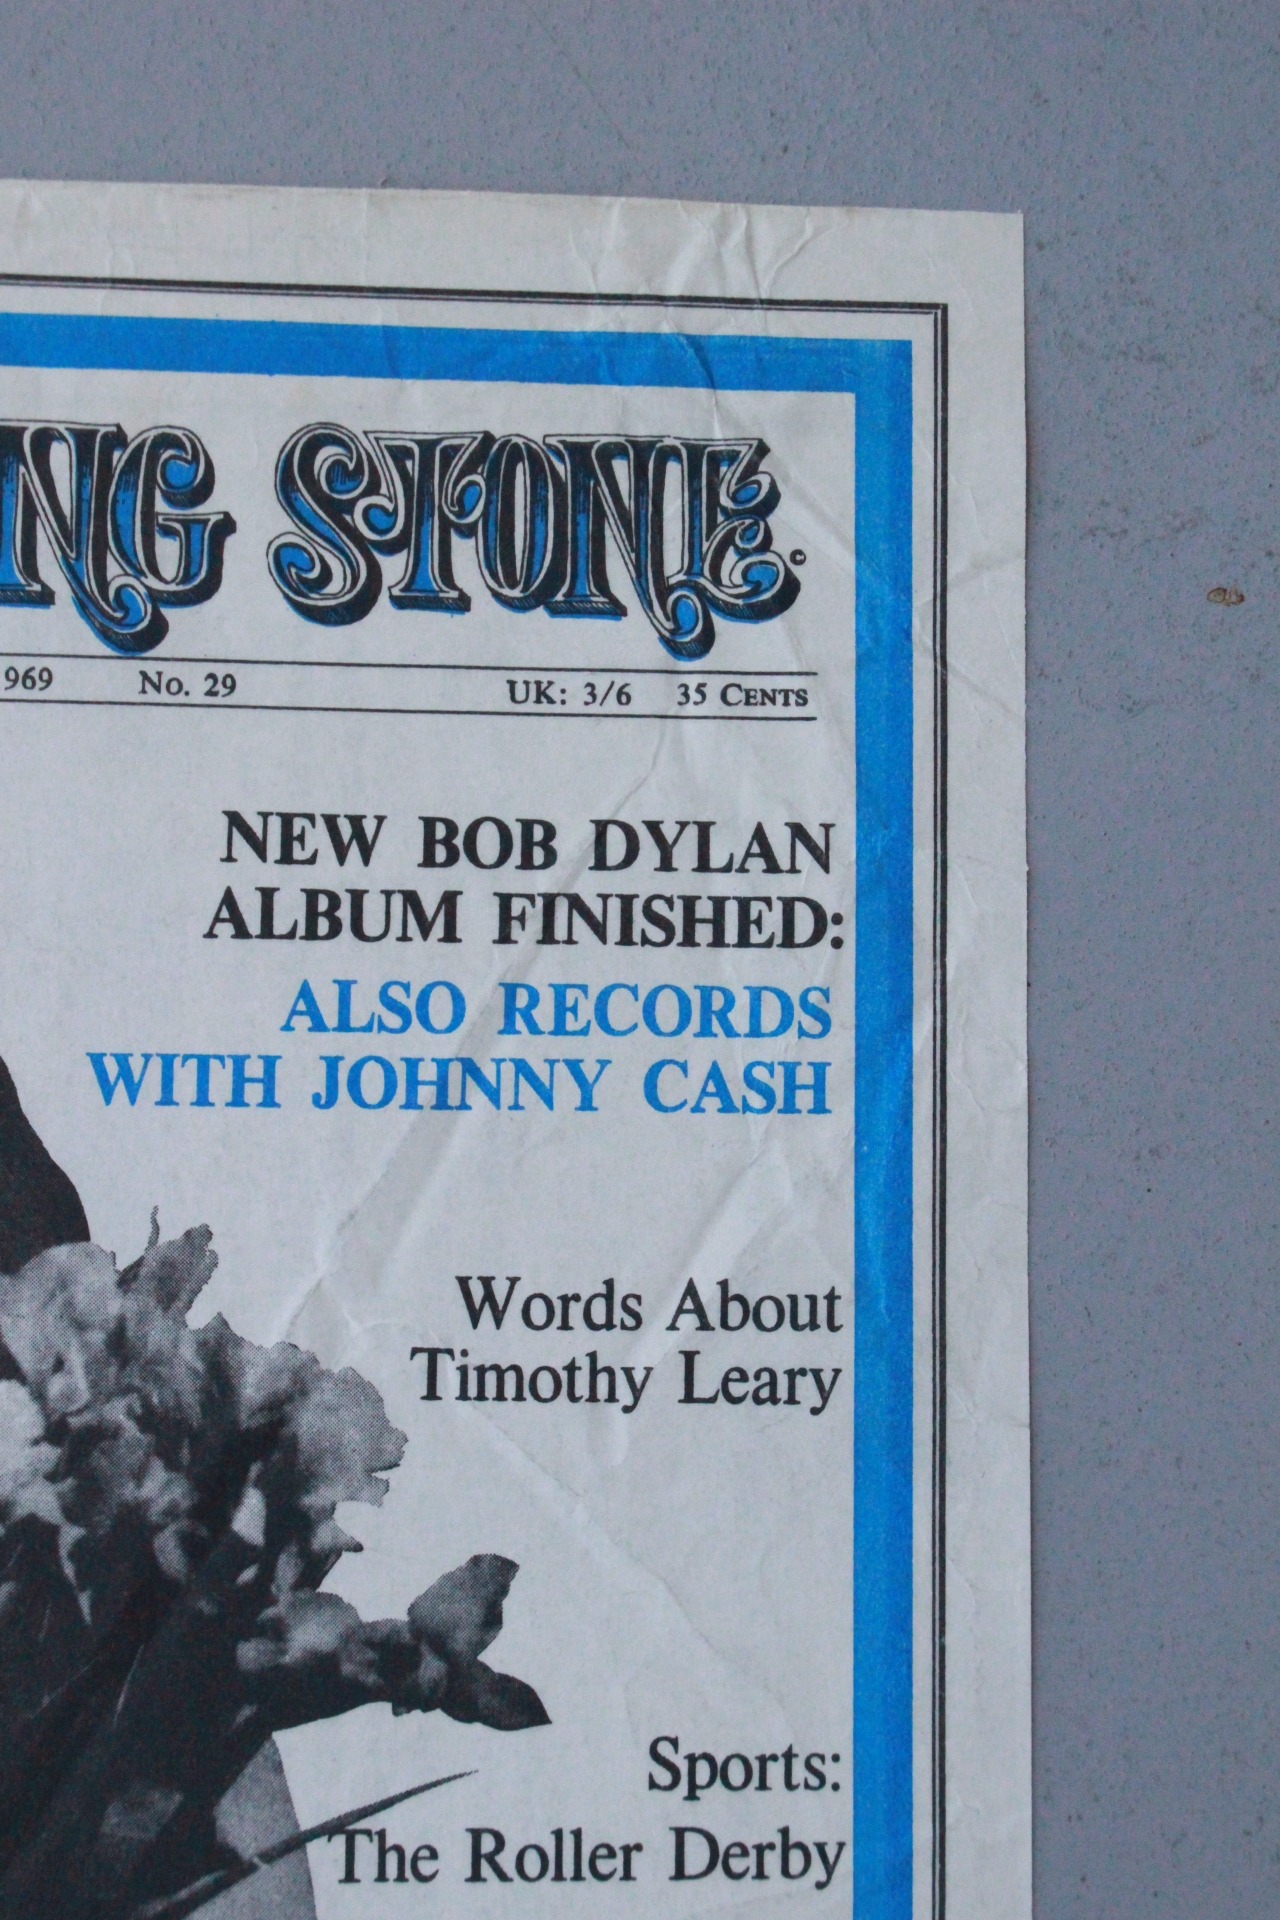 NG STONE
969 No. 29 UK: 3/6 35 CENTS
NEW BOB DYLAN
ALBUM FINISHED:
ALSO RECORDS
WITH JOHNNY CASH
Words About
Timothy Leary
Sports:
The Roller Derby